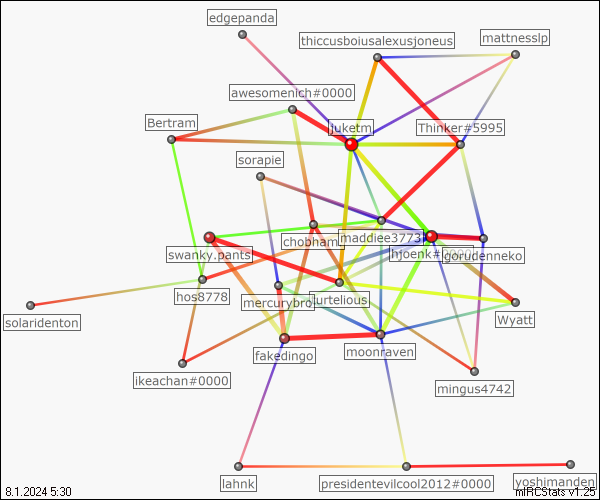 edgepanda
thiccusboiusalexusjoneus
mattnesslp
awesomenich#0000
Bertram
juketm
Thinker#5995
sorapie
chobham
maddiee3773
swanky.pants
gorudenneko
hos8778
mercurybro
turtelious
solaridenton
Wyatt
fakedingo
moonraven
ikeachan#0000
mingus4742
lahnk
presidentevilcool2012#0000
yoshimanden
8.1.2024 5:30
mIRCStats v1.25